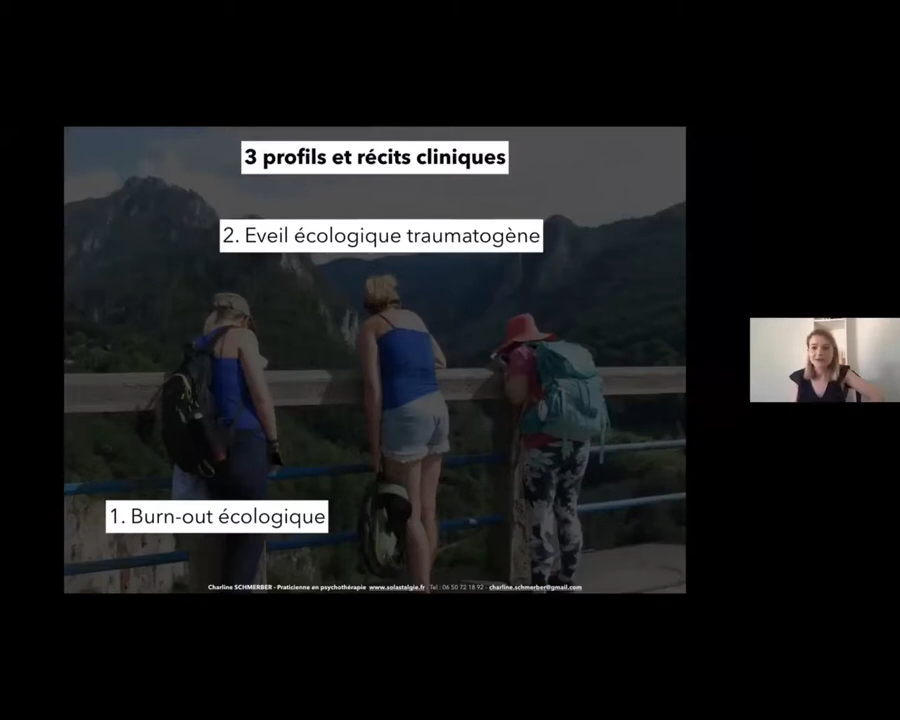 3 profils et récits cliniques
2. Eveil écologique traumatogène
1. Burn-out écologique
Charline SCHMERBER - Praticienne en psychothérapie www.solastalgie.fr Tel : 06 50 72 18 92 - charline.schmerber@gmail.com